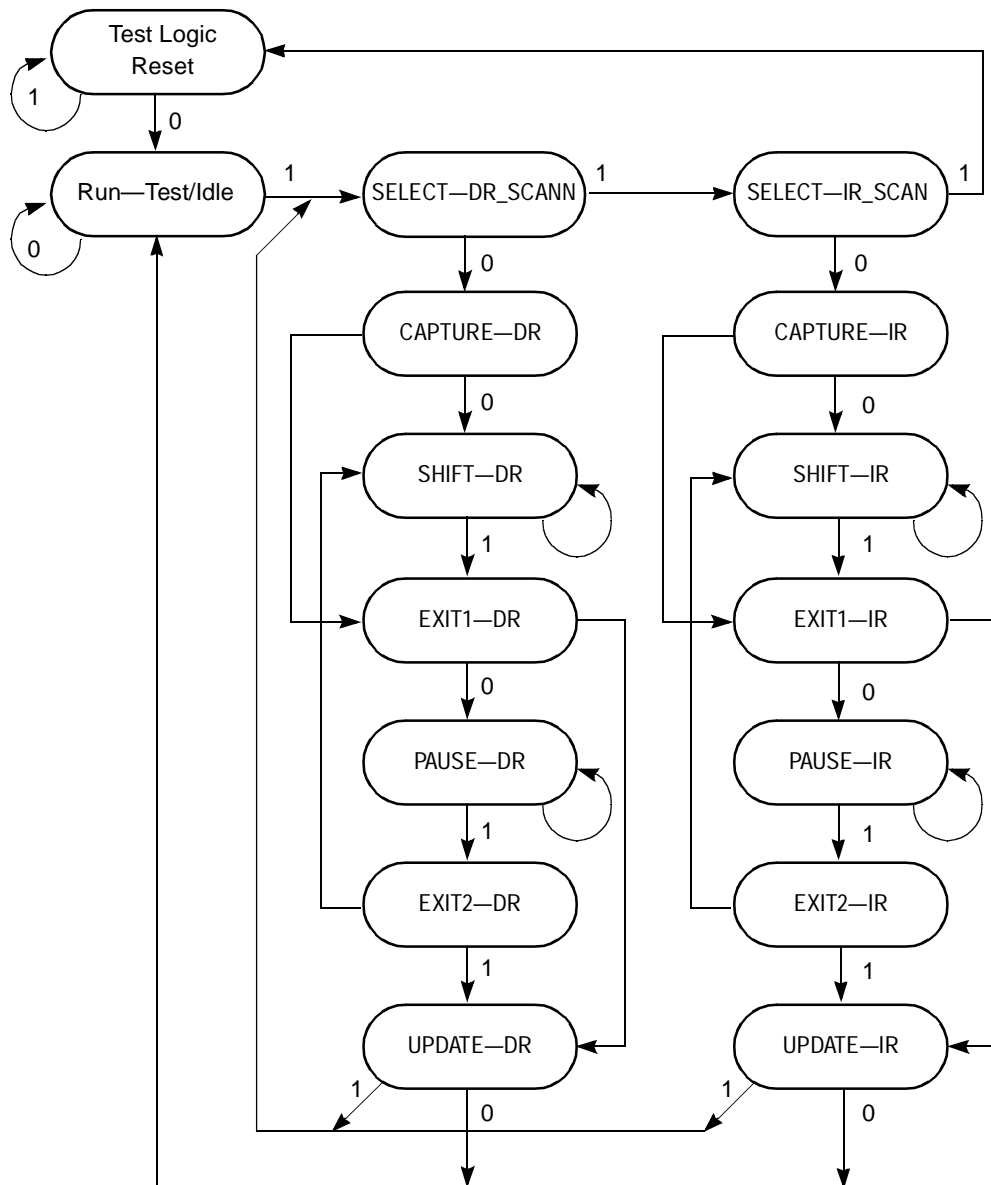 Test Logic
Reset
1
0
Run—Test/Idle
1
SELECT—DR_SCANN
1
SELECT—IR_SCAN
1
0
0
0
CAPTURE—DR
CAPTURE—IR
0
0
SHIFT—DR
SHIFT—IR
1
1
EXIT1—DR
EXIT1—IR
0
0
PAUSE—DR
PAUSE—IR
1
1
EXIT2—DR
EXIT2—IR
1
1
UPDATE—DR
UPDATE—IR
1
1
0
0